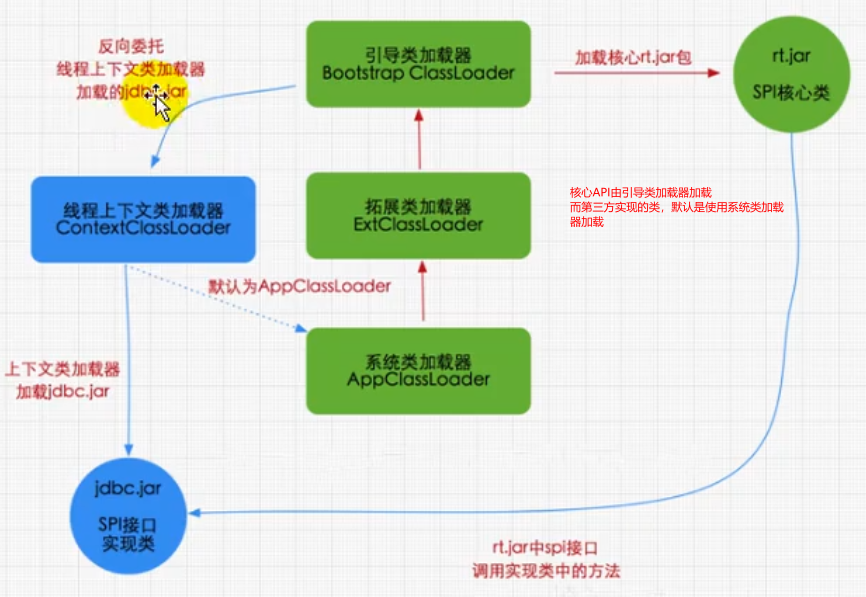 反向委托
线程上下文类加载器
加载的jdbc.jar
引导类加载器
Bootstrap ClassLoader
加载核心rt.jar包
rt.jar
SPI核心类
线程上下文类加载器
ContextClassLoader
拓展类加载器
ExtClassLoader
核心API由引导类加载器加载
而第三方实现的类，默认是使用系统类加载
器加载
默认为AppClassLoader
系统类加载器
AppClassLoader
上下文类加载器
加载jdbc.jar
jdbc.jar
SPI接口
实现类
rt.jar中spi接口
调用实现类中的方法